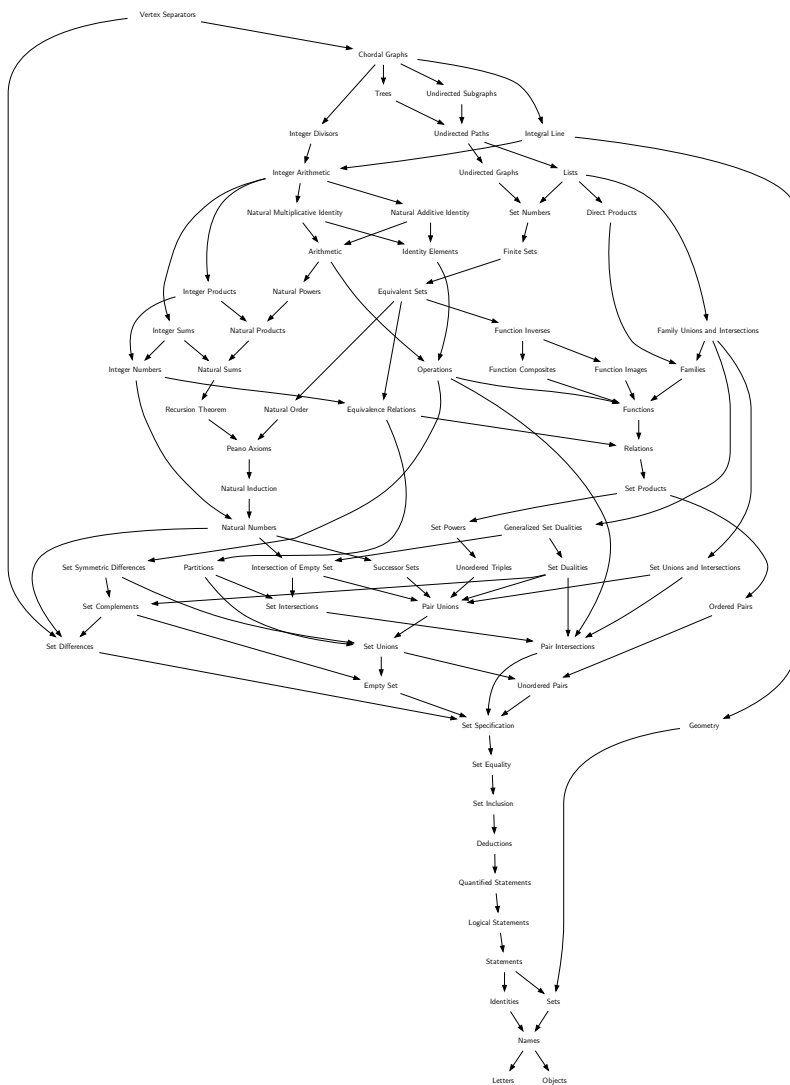 Vertex Separators
Chordal Graphs
Trees
Undirected Subgraphs
Integer Divisors
Undirected Paths
Integral Line
Integer Arithmetic
Undirected Graphs
Lists
Natural Multiplicative Identity
Natural Additive Identity
Set Numbers
Direct Products
Arithmetic
Identity Elements
Finite Sets
Integer Products
Natural Powers
Equivalent Sets
Integer Sums
Natural Products
Function Inverses
Family Unions and Intersections
Integer Numbers
Natural Sums
Operations
Function Composites
Function Images
Families
Recursion Theorem
Natural Order
Equivalence Relations
Functions
Peano Axioms
Relations
Natural Induction
Set Products
Natural Numbers
Set Powers
Generalized Set Dualities
Set Symmetric Differences
Partitions
Intersection of Empty Set
Successor Sets
Unordered Triples
Set Dualities
Set Unions and Intersections
Set Complements
Set Intersections
Pair Unions
Ordered Pairs
Set Differences
Set Unions
Pair Intersections
Empty Set
Unordered Pairs
Set Specification
Geometry
Set Equality
Set Inclusion
Deductions
Quantified Statements
Logical Statements
Statements
Identities
Sets
Names
Letters
Objects